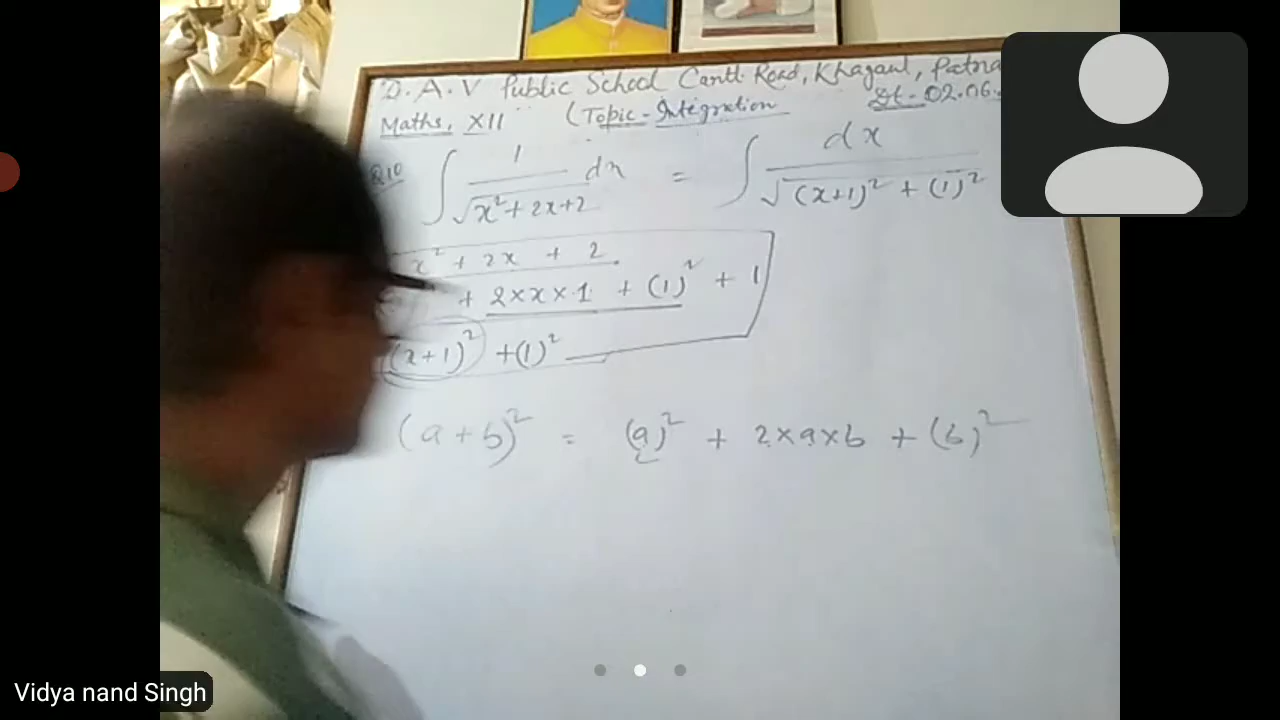 D. A. V Public School Cantt. Road, Khagaul, Patna
Maths, XII (Topic - Integration Dt - 02.06.
Q10 ∫ 1/√(x² + 2x + 2) dx = ∫ dx/√((x+1)² + (1)²)
x² + 2x + 2
+ 2×x×1 + (1)² + 1
(x+1)² + (1)²
(a + b)² = (a)² + 2×a×b + (b)²
Vidya nand Singh